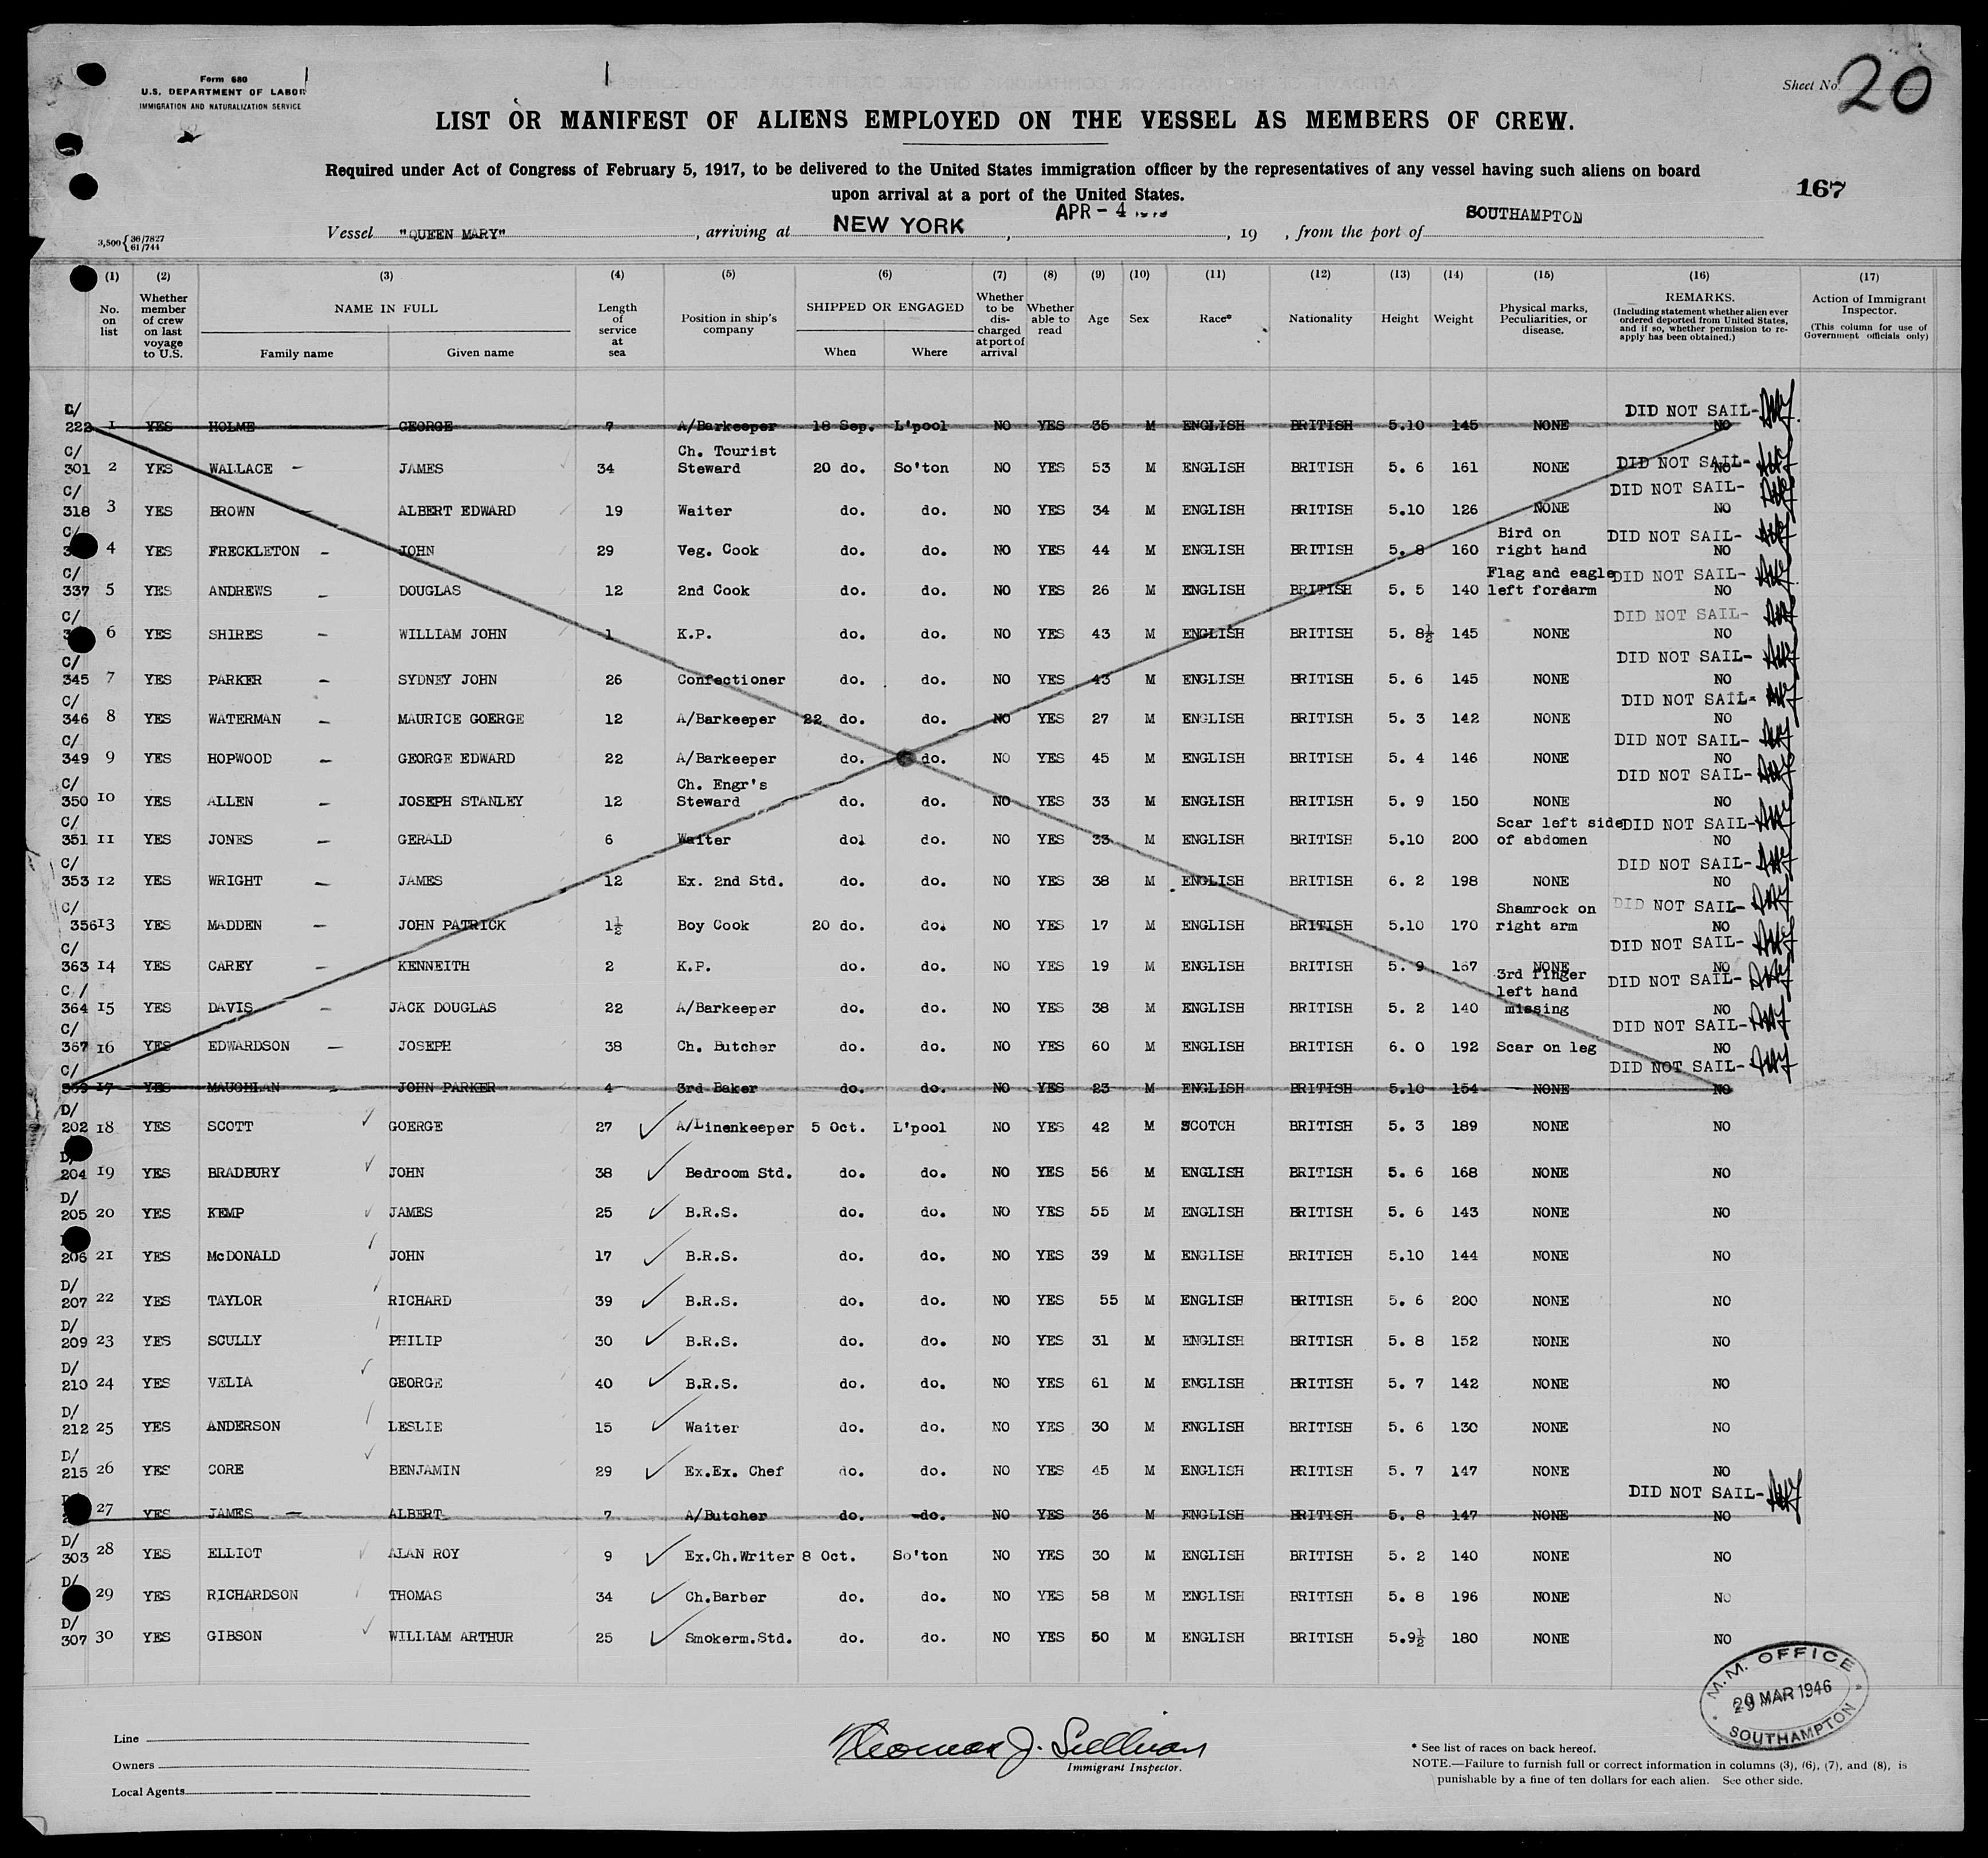 Form 680
U.S. DEPARTMENT OF LABOR
IMMIGRATION AND NATURALIZATION SERVICE
Sheet No. 20
LIST OR MANIFEST OF ALIENS EMPLOYED ON THE VESSEL AS MEMBERS OF CREW.
Required under Act of Congress of February 5, 1917, to be delivered to the United States immigration officer by the representatives of any vessel having such aliens on board
upon arrival at a port of the United States.
167
3,500 {36/7827 61/744
Vessel "QUEEN MARY", arriving at NEW YORK, APR - 4, 19 , from the port of SOUTHAMPTON
(1) (2) (3) (4) (5) (6) (7) (8) (9) (10) (11) (12) (13) (14) (15) (16) (17)
No. on list
Whether member of crew on last voyage to U.S.
NAME IN FULL
Family name Given name
Length of service at sea
Position in ship's company
SHIPPED OR ENGAGED
When Where
Whether to be discharged at port of arrival
Whether able to read
Age
Sex
Race*
Nationality
Height
Weight
Physical marks, Peculiarities, or disease.
REMARKS.
(Including statement whether alien ever ordered deported from United States, and if so, whether permission to re-apply has been obtained.)
Action of Immigrant Inspector.
(This column for use of Government officials only)
C/ 222 1 YES HOLME GEORGE 7 A/Barkeeper 18 Sep. L'pool NO YES 35 M ENGLISH BRITISH 5.10 145 NONE DID NOT SAIL- NO
C/ 301 2 YES WALLACE - JAMES 34 Ch. Tourist Steward 20 do. So'ton NO YES 53 M ENGLISH BRITISH 5. 6 161 NONE DID NOT SAIL- NO
C/ 318 3 YES BROWN - ALBERT EDWARD 19 Waiter do. do. NO YES 34 M ENGLISH BRITISH 5.10 126 NONE DID NOT SAIL- NO
C/ 4 YES FRECKLETON - JOHN 29 Veg. Cook do. do. NO YES 44 M ENGLISH BRITISH 5. 8 160 Bird on right hand DID NOT SAIL- NO
C/ 337 5 YES ANDREWS - DOUGLAS 12 2nd Cook do. do. NO YES 26 M ENGLISH BRITISH 5. 5 140 Flag and eagle left fordarm DID NOT SAIL- NO
C/ 6 YES SHIRES - WILLIAM JOHN 1 K.P. do. do. NO YES 43 M ENGLISH BRITISH 5. 8½ 145 NONE DID NOT SAIL- NO
C/ 345 7 YES PARKER - SYDNEY JOHN 26 Confectioner do. do. NO YES 43 M ENGLISH BRITISH 5. 6 145 NONE DID NOT SAIL- NO
C/ 346 8 YES WATERMAN - MAURICE GOERGE 12 A/Barkeeper 22 do. do. NO YES 27 M ENGLISH BRITISH 5. 3 142 NONE DID NOT SAIL- NO
C/ 349 9 YES HOPWOOD - GEORGE EDWARD 22 A/Barkeeper do. do. NO YES 45 M ENGLISH BRITISH 5. 4 146 NONE DID NOT SAIL- NO
C/ 350 10 YES ALLEN - JOSEPH STANLEY 12 Ch. Engr's Steward do. do. NO YES 33 M ENGLISH BRITISH 5. 9 150 NONE DID NOT SAIL- NO
C/ 351 11 YES JONES - GERALD 6 Waiter do. do. NO YES 33 M ENGLISH BRITISH 5.10 200 Scar left side of abdomen DID NOT SAIL- NO
C/ 353 12 YES WRIGHT - JAMES 12 Ex. 2nd Std. do. do. NO YES 38 M ENGLISH BRITISH 6. 2 198 NONE DID NOT SAIL- NO
C/ 356 13 YES MADDEN - JOHN PATRICK 1½ Boy Cook 20 do. do. NO YES 17 M ENGLISH BRITISH 5.10 170 Shamrock on right arm DID NOT SAIL- NO
C/ 363 14 YES CAREY - KENNEITH 2 K.P. do. do. NO YES 19 M ENGLISH BRITISH 5. 9 167 NONE DID NOT SAIL- NO
C/ 364 15 YES DAVIS - JACK DOUGLAS 22 A/Barkeeper do. do. NO YES 38 M ENGLISH BRITISH 5. 2 140 3rd finger left hand missing DID NOT SAIL- NO
C/ 367 16 YES EDWARDSON - JOSEPH 38 Ch. Butcher do. do. NO YES 60 M ENGLISH BRITISH 6. 0 192 Scar on leg DID NOT SAIL- NO
C/ 17 YES MAUGHLAN - JOHN PARKER 4 3rd Baker do. do. NO YES 23 M ENGLISH BRITISH 5.10 154 NONE DID NOT SAIL- NO
D/ 202 18 YES SCOTT GOERGE 27 A/Linenkeeper 5 Oct. L'pool NO YES 42 M SCOTCH BRITISH 5. 3 189 NONE NO
D/ 204 19 YES BRADBURY JOHN 38 Bedroom Std. do. do. NO YES 56 M ENGLISH BRITISH 5. 6 168 NONE NO
D/ 205 20 YES KEMP JAMES 25 B.R.S. do. do. NO YES 55 M ENGLISH BRITISH 5. 6 143 NONE NO
206 21 YES McDONALD JOHN 17 B.R.S. do. do. NO YES 39 M ENGLISH BRITISH 5.10 144 NONE NO
D/ 207 22 YES TAYLOR RICHARD 39 B.R.S. do. do. NO YES 55 M ENGLISH BRITISH 5. 6 200 NONE NO
D/ 209 23 YES SCULLY PHILIP 30 B.R.S. do. do. NO YES 31 M ENGLISH BRITISH 5. 8 152 NONE NO
D/ 210 24 YES VELIA GEORGE 40 B.R.S. do. do. NO YES 61 M ENGLISH BRITISH 5. 7 142 NONE NO
D/ 212 25 YES ANDERSON LESLIE 15 Waiter do. do. NO YES 30 M ENGLISH BRITISH 5. 6 130 NONE NO
D/ 215 26 YES CORE BENJAMIN 29 Ex.Ex. Chef do. do. NO YES 45 M ENGLISH BRITISH 5. 7 147 NONE NO
27 YES JAMES - ALBERT 7 A/Butcher do. do. NO YES 36 M ENGLISH BRITISH 5. 8 147 NONE DID NOT SAIL- NO
D/ 303 28 YES ELLIOT ALAN ROY 9 Ex.Ch.Writer 8 Oct. So'ton NO YES 30 M ENGLISH BRITISH 5. 2 140 NONE NO
D/ 29 YES RICHARDSON THOMAS 34 Ch.Barber do. do. NO YES 58 M ENGLISH BRITISH 5. 8 196 NONE NO
D/ 307 30 YES GIBSON WILLIAM ARTHUR 25 Smokerm.Std. do. do. NO YES 50 M ENGLISH BRITISH 5.9½ 180 NONE NO
M.M. OFFICE
29 MAR 1946
SOUTHAMPTON
Line
Owners
Local Agents
Thomas J. Sullivan
Immigrant Inspector.
* See list of races on back hereof.
NOTE.—Failure to furnish full or correct information in columns (3), (6), (7), and (8), is
punishable by a fine of ten dollars for each alien. See other side.